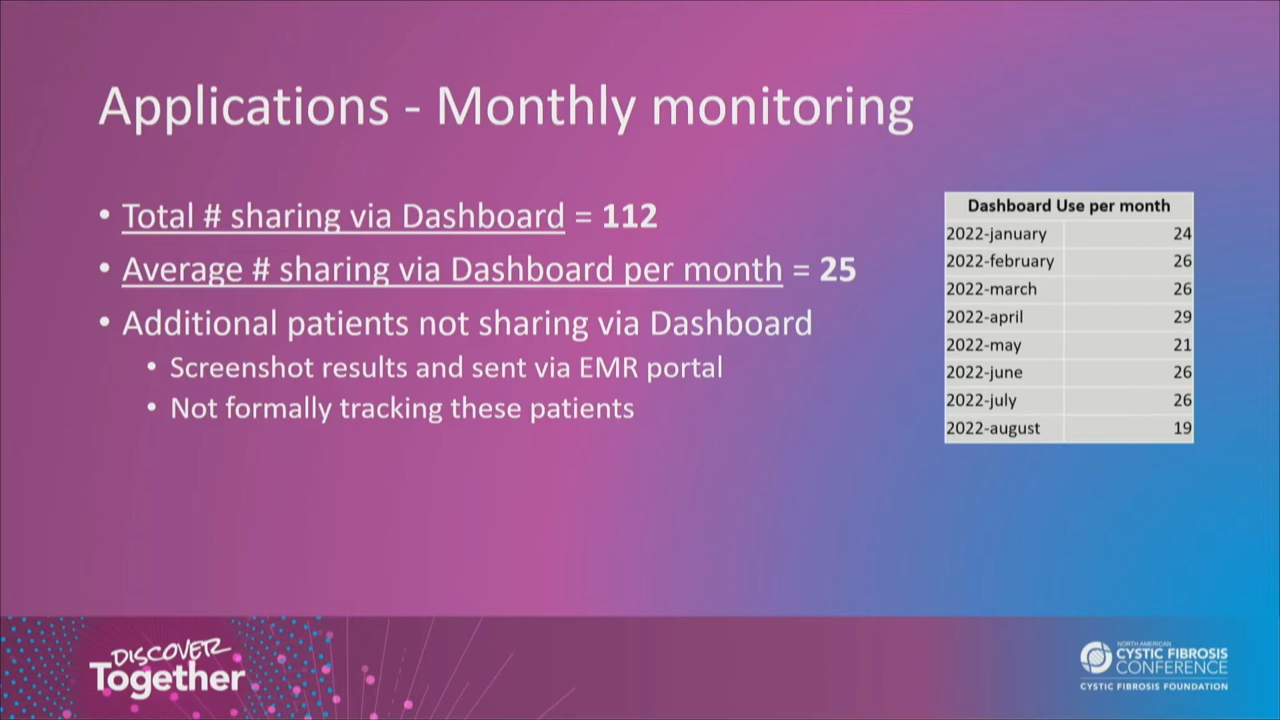 Applications - Monthly monitoring
• Total # sharing via Dashboard = 112
• Average # sharing via Dashboard per month = 25
• Additional patients not sharing via Dashboard
• Screenshot results and sent via EMR portal
• Not formally tracking these patients
Dashboard Use per month
2022-january 24
2022-february 26
2022-march 26
2022-april 29
2022-may 21
2022-june 26
2022-july 26
2022-august 19
DISCOVER
Together
NORTH AMERICAN
CYSTIC FIBROSIS
CONFERENCE
CYSTIC FIBROSIS FOUNDATION